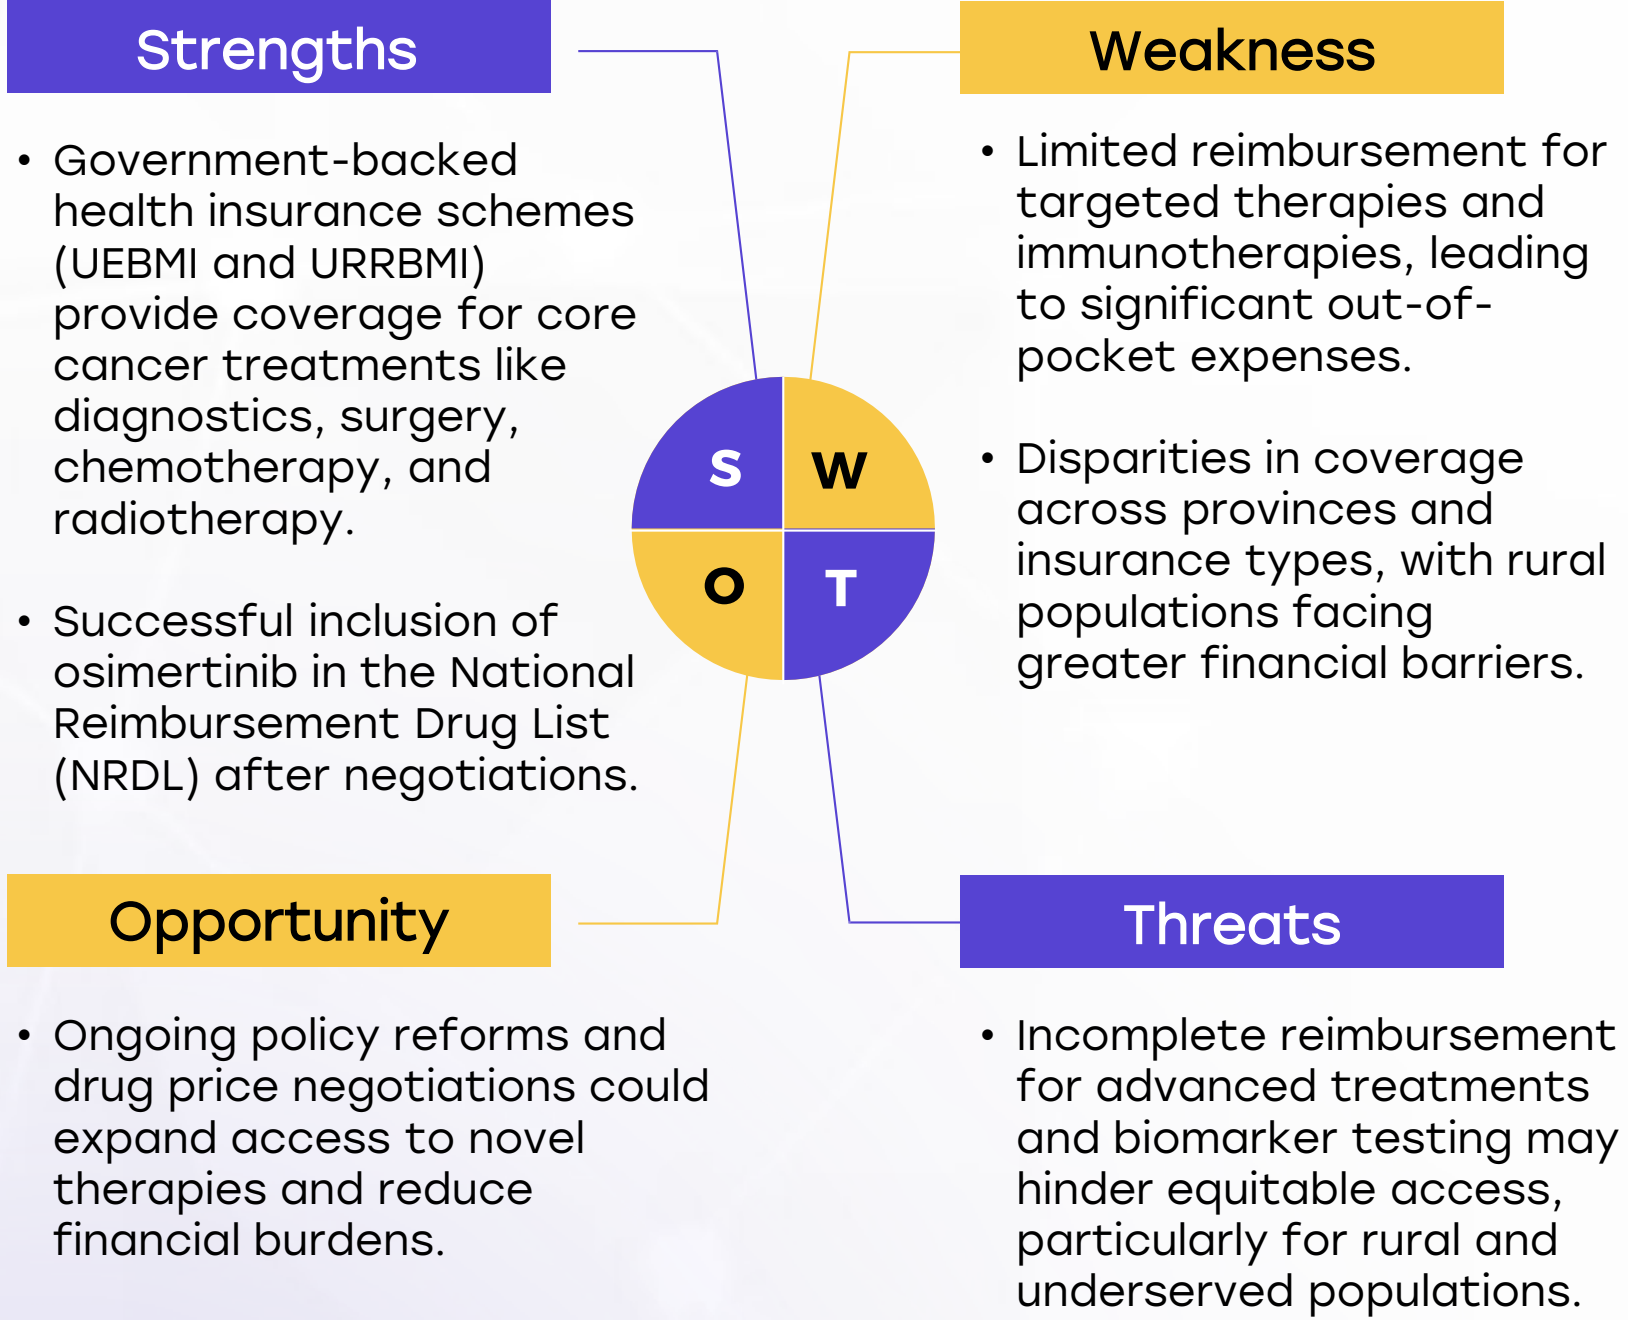 Strengths
• Government-backed
health insurance schemes
(UEBMI and URRBMI)
provide coverage for core
cancer treatments like
diagnostics, surgery,
chemotherapy, and
radiotherapy.
• Successful inclusion of
osimertinib in the National
Reimbursement Drug List
(NRDL) after negotiations.
Weakness
• Limited reimbursement for
targeted therapies and
immunotherapies, leading
to significant out-of-
pocket expenses.
• Disparities in coverage
across provinces and
insurance types, with rural
populations facing
greater financial barriers.
S
W
O
T
Opportunity
• Ongoing policy reforms and
drug price negotiations could
expand access to novel
therapies and reduce
financial burdens.
Threats
• Incomplete reimbursement
for advanced treatments
and biomarker testing may
hinder equitable access,
particularly for rural and
underserved populations.